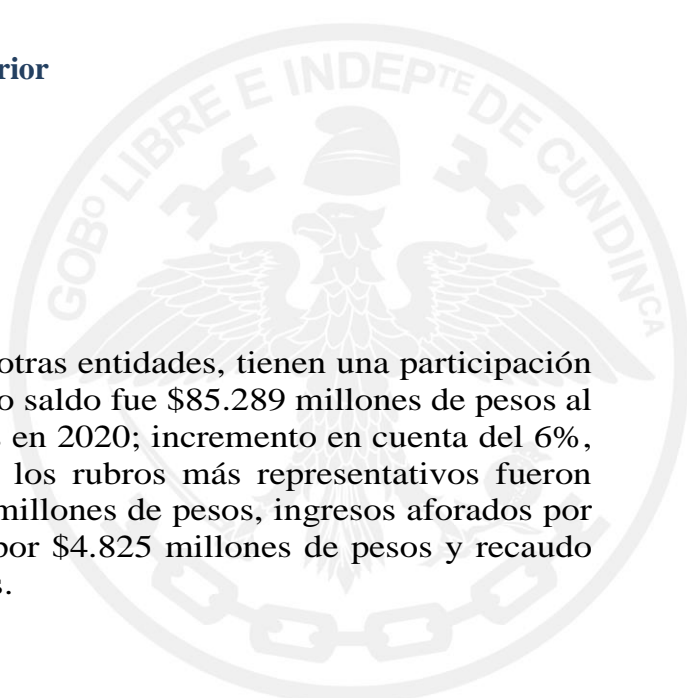 rior
GOBº LIBRE E INDEPTE DE CUNDINCA
otras entidades, tienen una participación
o saldo fue $85.289 millones de pesos al
en 2020; incremento en cuenta del 6%,
los rubros más representativos fueron
millones de pesos, ingresos aforados por
por $4.825 millones de pesos y recaudo